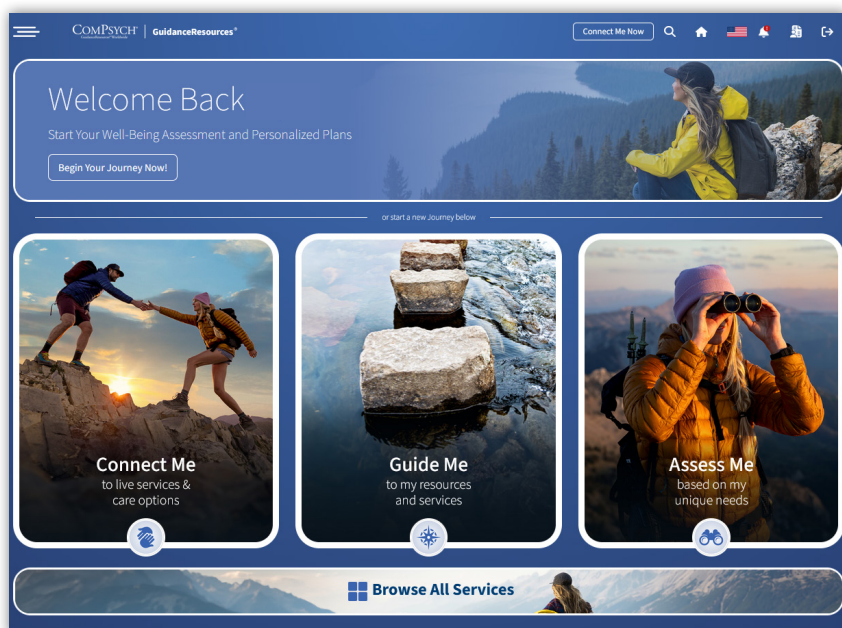 COMPSYCH
GuidanceResources® Worldwide
GuidanceResources®
Connect Me Now
Welcome Back
Start Your Well-Being Assessment and Personalized Plans
Begin Your Journey Now!
or start a new Journey below
Connect Me
to live services &
care options
Guide Me
to my resources
and services
Assess Me
based on my
unique needs
Browse All Services